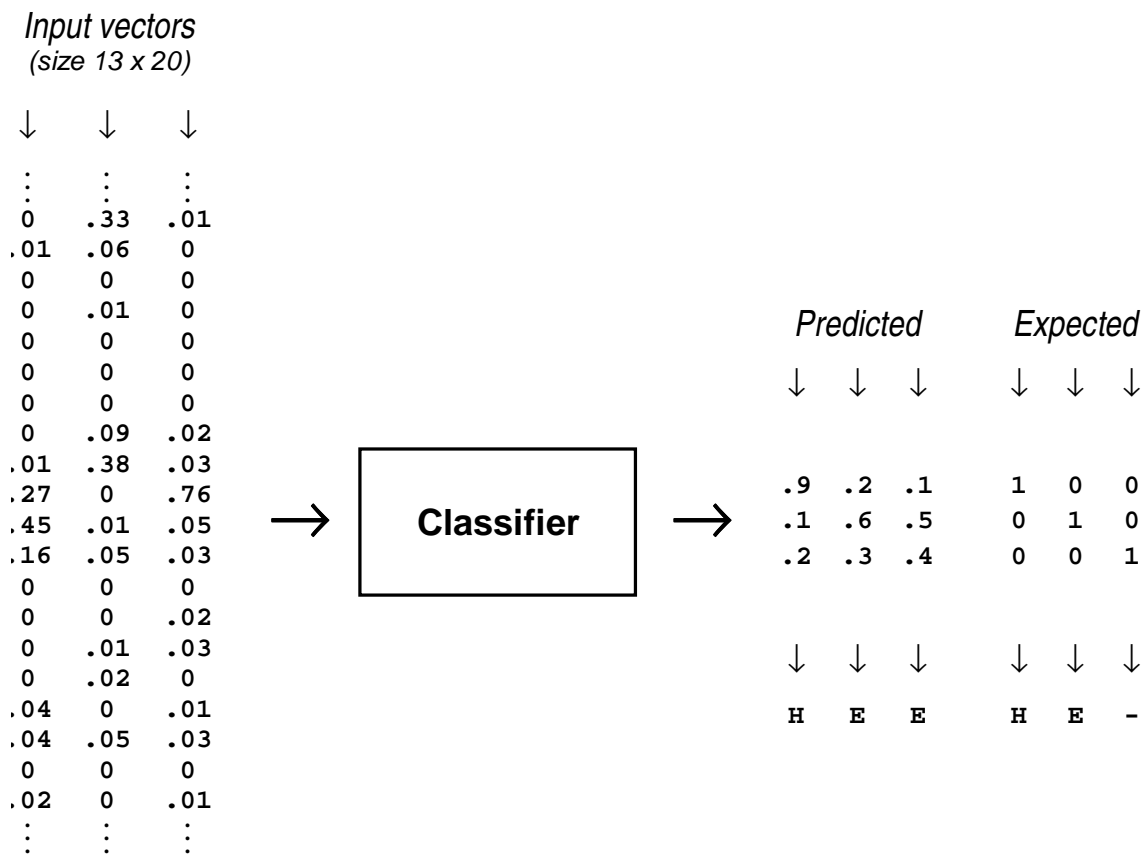 Input vectors
(size 13 x 20)
↓ ↓ ↓
⋮ ⋮ ⋮
0 .33 .01
.01 .06 0
0 0 0
0 .01 0
0 0 0
0 0 0
0 0 0
0 .09 .02
.01 .38 .03
.27 0 .76
.45 .01 .05
.16 .05 .03
0 0 0
0 0 .02
0 .01 .03
0 .02 0
.04 0 .01
.04 .05 .03
0 0 0
.02 0 .01
⋮ ⋮ ⋮
→
Classifier
→
Predicted Expected
↓ ↓ ↓ ↓ ↓ ↓
.9 .2 .1 1 0 0
.1 .6 .5 0 1 0
.2 .3 .4 0 0 1
↓ ↓ ↓ ↓ ↓ ↓
H E E H E -